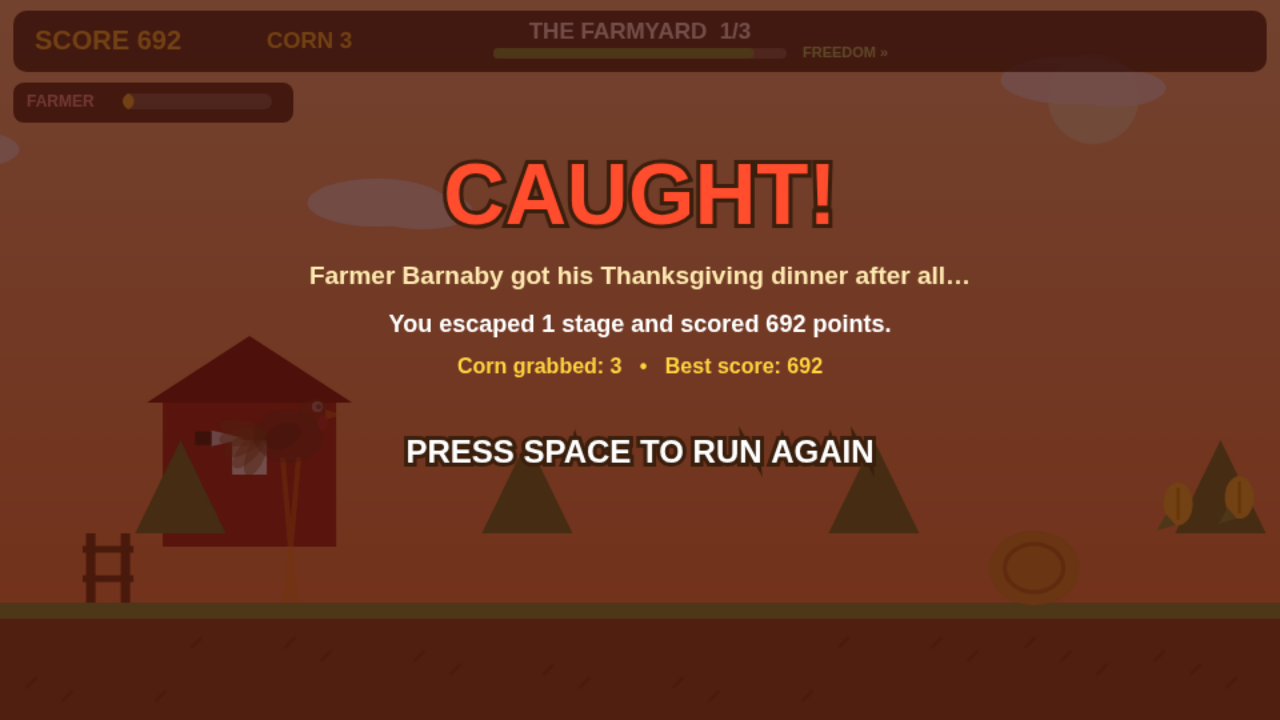 SCORE 692
CORN 3
THE FARMYARD 1/3
FREEDOM »
FARMER
CAUGHT!
Farmer Barnaby got his Thanksgiving dinner after all…
You escaped 1 stage and scored 692 points.
Corn grabbed: 3 • Best score: 692
PRESS SPACE TO RUN AGAIN